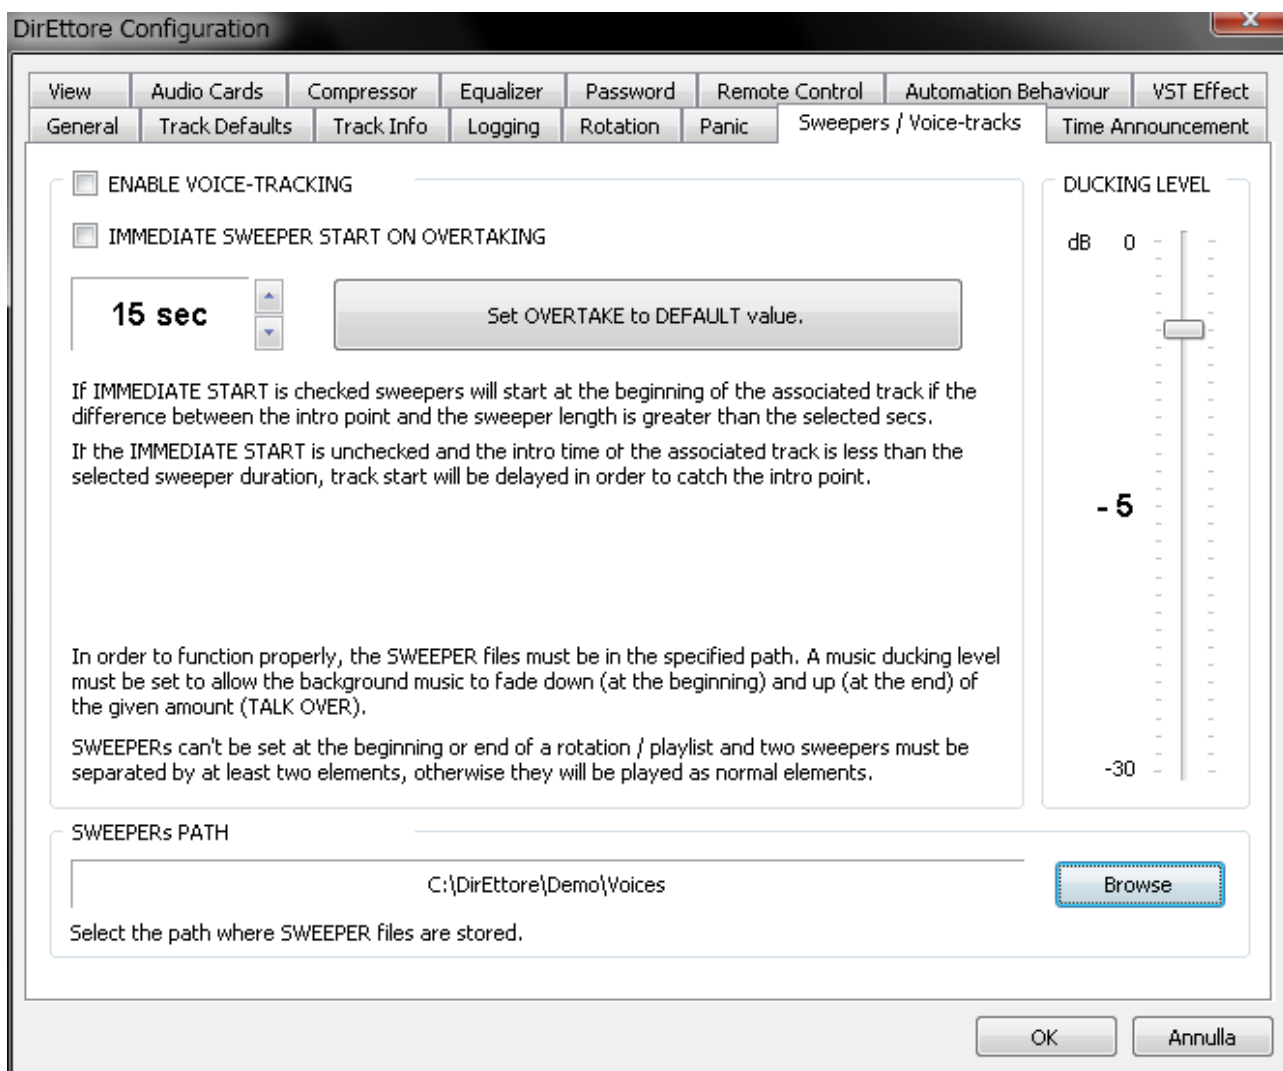 DirEttore Configuration
View Audio Cards Compressor Equalizer Password Remote Control Automation Behaviour VST Effect
General Track Defaults Track Info Logging Rotation Panic Sweepers / Voice-tracks Time Announcement
ENABLE VOICE-TRACKING
IMMEDIATE SWEEPER START ON OVERTAKING
15 sec
Set OVERTAKE to DEFAULT value.
If IMMEDIATE START is checked sweepers will start at the beginning of the associated track if the
difference between the intro point and the sweeper length is greater than the selected secs.
If the IMMEDIATE START is unchecked and the intro time of the associated track is less than the
selected sweeper duration, track start will be delayed in order to catch the intro point.
In order to function properly, the SWEEPER files must be in the specified path. A music ducking level
must be set to allow the background music to fade down (at the beginning) and up (at the end) of
the given amount (TALK OVER).
SWEEPERs can't be set at the beginning or end of a rotation / playlist and two sweepers must be
separated by at least two elements, otherwise they will be played as normal elements.
DUCKING LEVEL
dB 0
- 5
-30
SWEEPERs PATH
C:\DirEttore\Demo\Voices
Browse
Select the path where SWEEPER files are stored.
OK Annulla